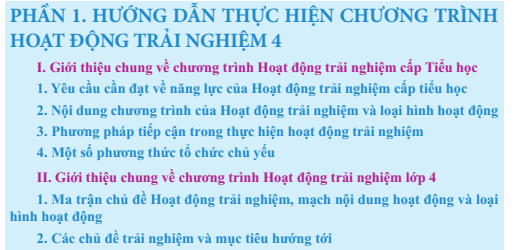 PHẦN 1. HƯỚNG DẪN THỰC HIỆN CHƯƠNG TRÌNH
HOẠT ĐỘNG TRẢI NGHIỆM 4
I. Giới thiệu chung về chương trình Hoạt động trải nghiệm cấp Tiểu học
1. Yêu cầu cần đạt về năng lực của Hoạt động trải nghiệm cấp tiểu học
2. Nội dung chương trình của Hoạt động trải nghiệm và loại hình hoạt động
3. Phương pháp tiếp cận trong thực hiện hoạt động trải nghiệm
4. Một số phương thức tổ chức chủ yếu
II. Giới thiệu chung về chương trình Hoạt động trải nghiệm lớp 4
1. Ma trận chủ đề Hoạt động trải nghiệm, mạch nội dung hoạt động và loại
hình hoạt động
2. Các chủ đề trải nghiệm và mục tiêu hướng tới